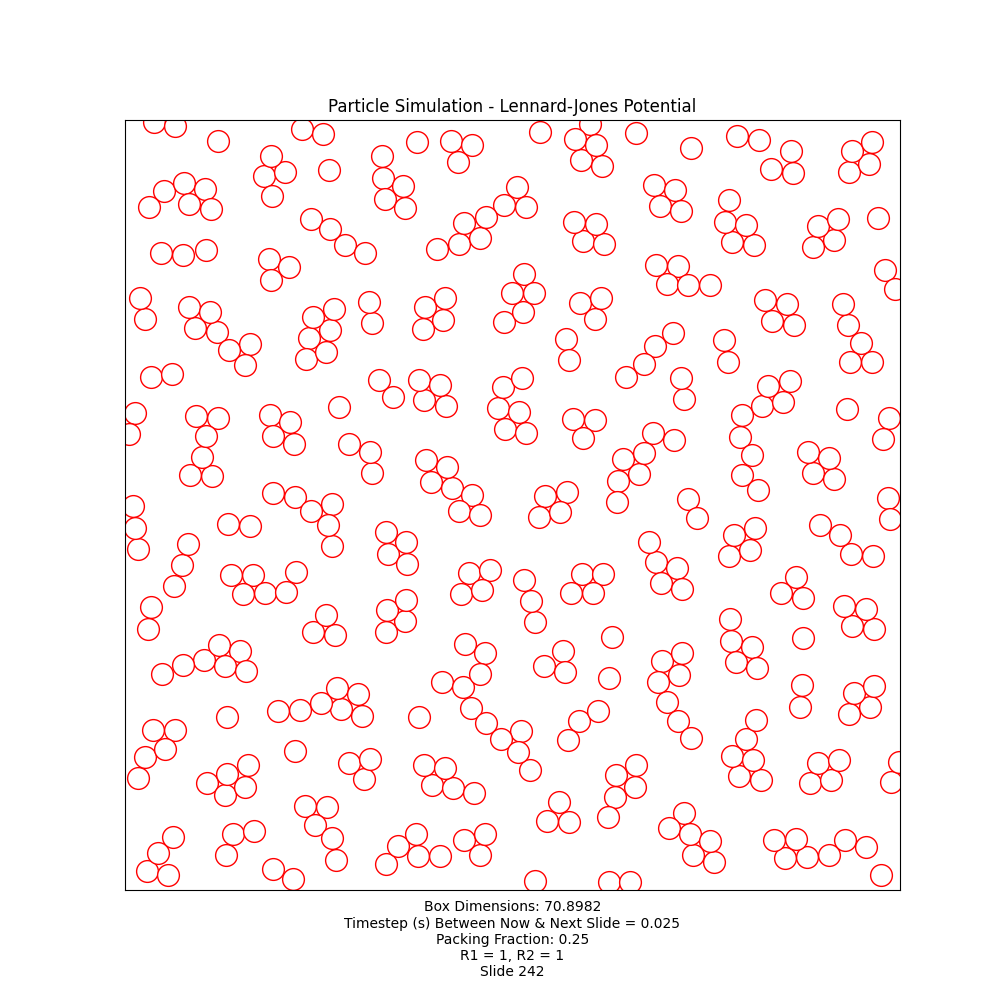 Particle Simulation - Lennard-Jones Potential
Box Dimensions: 70.8982
Timestep (s) Between Now & Next Slide = 0.025
Packing Fraction: 0.25
R1 = 1, R2 = 1
Slide 242